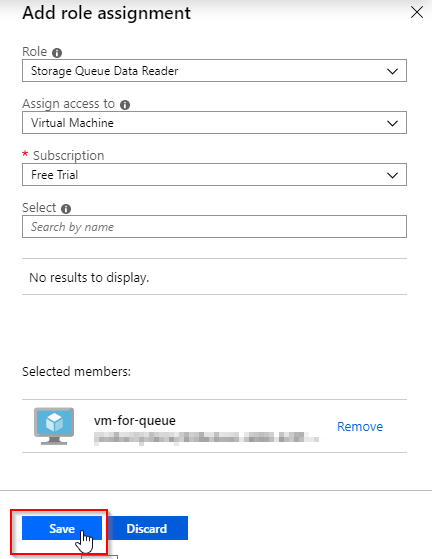 Add role assignment
Role
Storage Queue Data Reader
Assign access to
Virtual Machine
* Subscription
Free Trial
Select
Search by name
No results to display.
Selected members:
vm-for-queue
Remove
Save
Discard